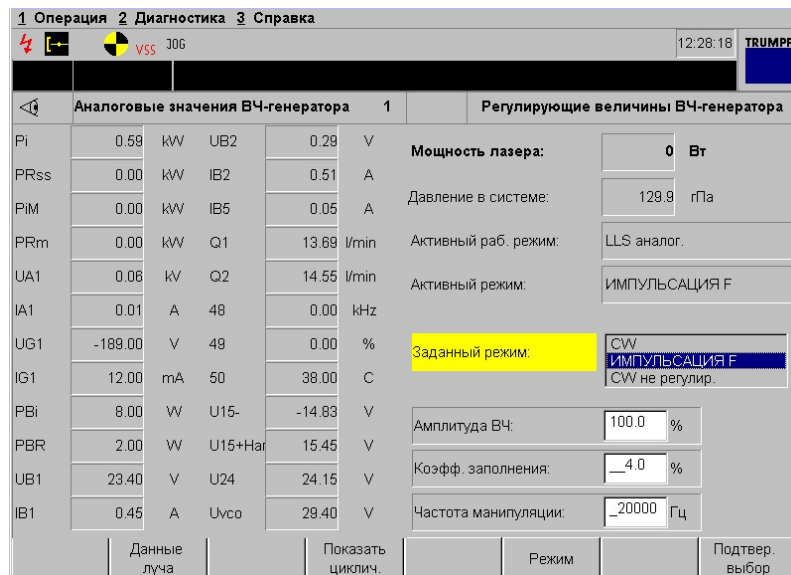 1 Операция 2 Диагностика 3 Справка
VSS JOG 12:28:18 TRUMPF
Аналоговые значения ВЧ-генератора 1 Регулирующие величины ВЧ-генератора
Pi 0.59 kW UB2 0.29 V
PRss 0.00 kW IB2 0.51 A
PiM 0.00 kW IB5 0.05 A
PRm 0.00 kW Q1 13.69 l/min
UA1 0.06 kV Q2 14.55 l/min
IA1 0.01 A 48 0.00 kHz
UG1 -189.00 V 49 0.00 %
IG1 12.00 mA 50 38.00 C
PBi 8.00 W U15- -14.83 V
PBR 2.00 W U15+Har 15.45 V
UB1 23.40 V U24 24.15 V
IB1 0.45 A Uvco 29.40 V
Мощность лазера: 0 Вт
Давление в системе: 129.9 гПа
Активный раб. режим: LLS аналог.
Активный режим: ИМПУЛЬСАЦИЯ F
Заданный режим:
CW
ИМПУЛЬСАЦИЯ F
CW не регулир.
Амплитуда ВЧ: 100.0 %
Коэфф. заполнения: __4.0 %
Частота манипуляции: _20000 Гц
Данные луча
Показать циклич.
Режим
Подтвер. выбор